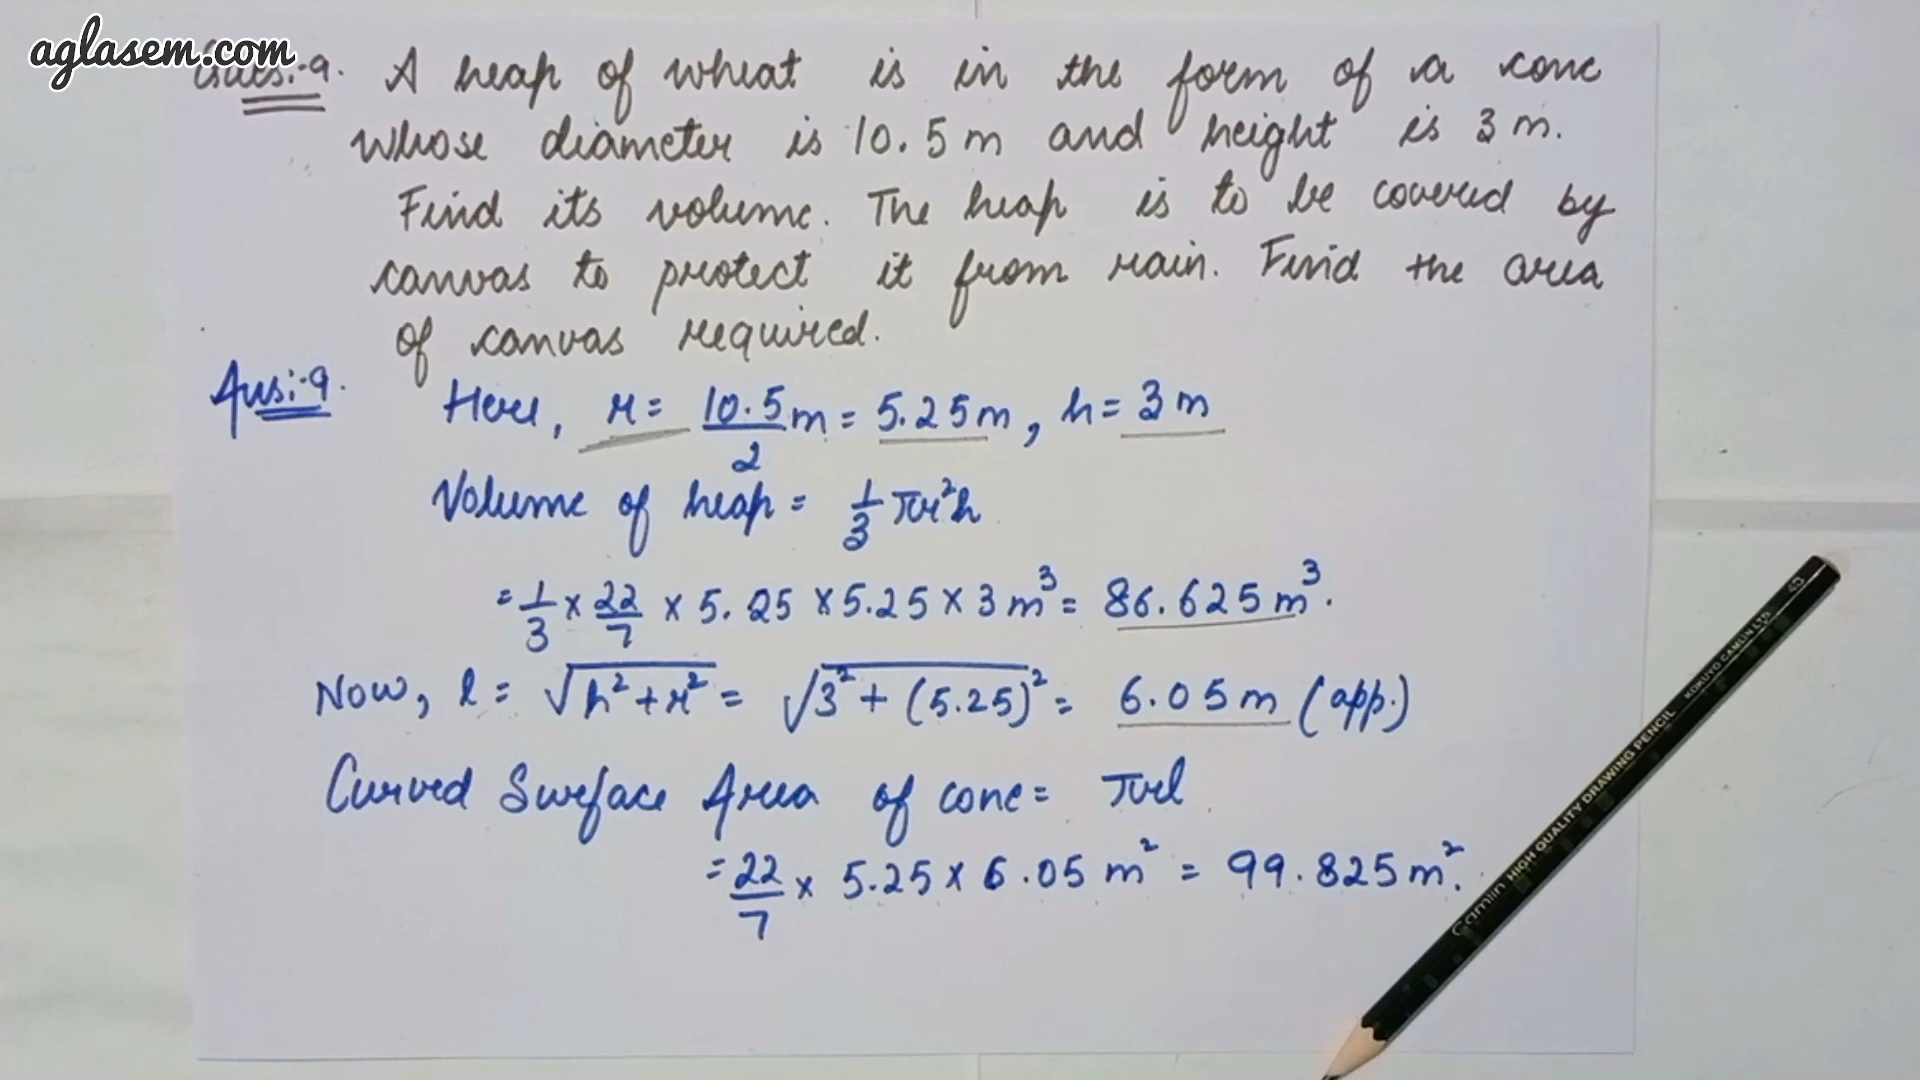 aglasem.com
Ques:-9. A heap of wheat is in the form of a cone
whose diameter is 10.5 m and height is 3 m.
Find its volume. The heap is to be covered by
canvas to protect it from rain. Find the area
of canvas required.
Ans:-9. Here, r = 10.5/2 m = 5.25 m, h = 3 m
Volume of heap = 1/3 πr²h
= 1/3 × 22/7 × 5.25 × 5.25 × 3 m³ = 86.625 m³.
Now, l = √h² + r² = √3² + (5.25)² = 6.05 m (app.)
Curved Surface Area of cone = πrl
= 22/7 × 5.25 × 6.05 m² = 99.825 m².
Camlin HIGH QUALITY DRAWING PENCIL KOKUYO CAMLIN LTD